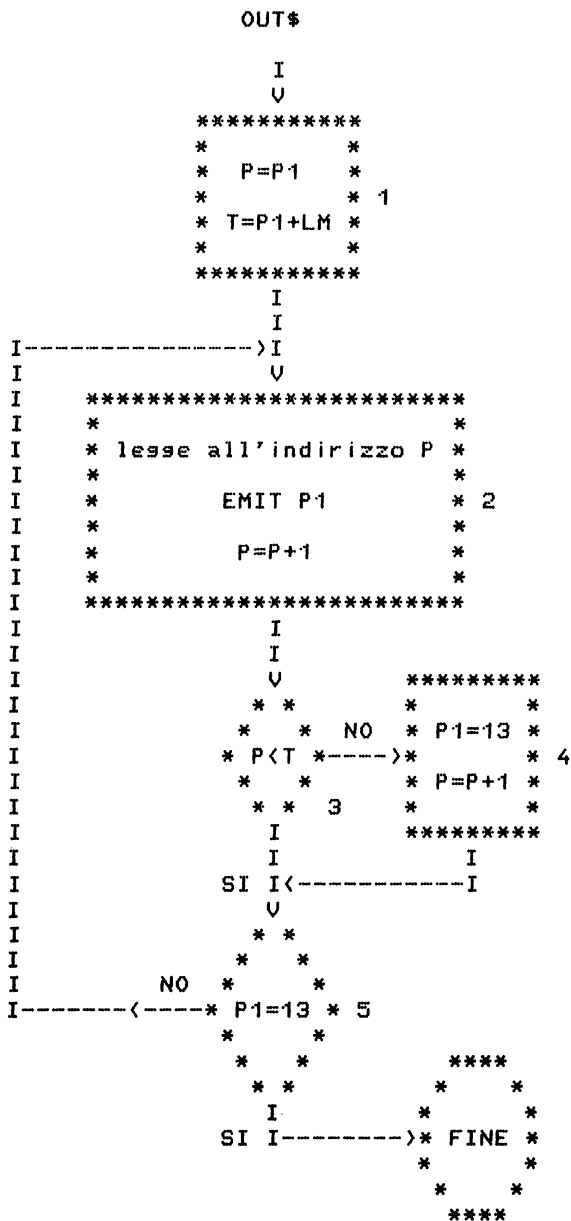 OUT$
P=P1
T=P1+LM
1
legge all'indirizzo P
EMIT P1
P=P+1
2
P<T
3
NO
P1=13
P=P+1
4
SI
NO
P1=13
5
SI
FINE